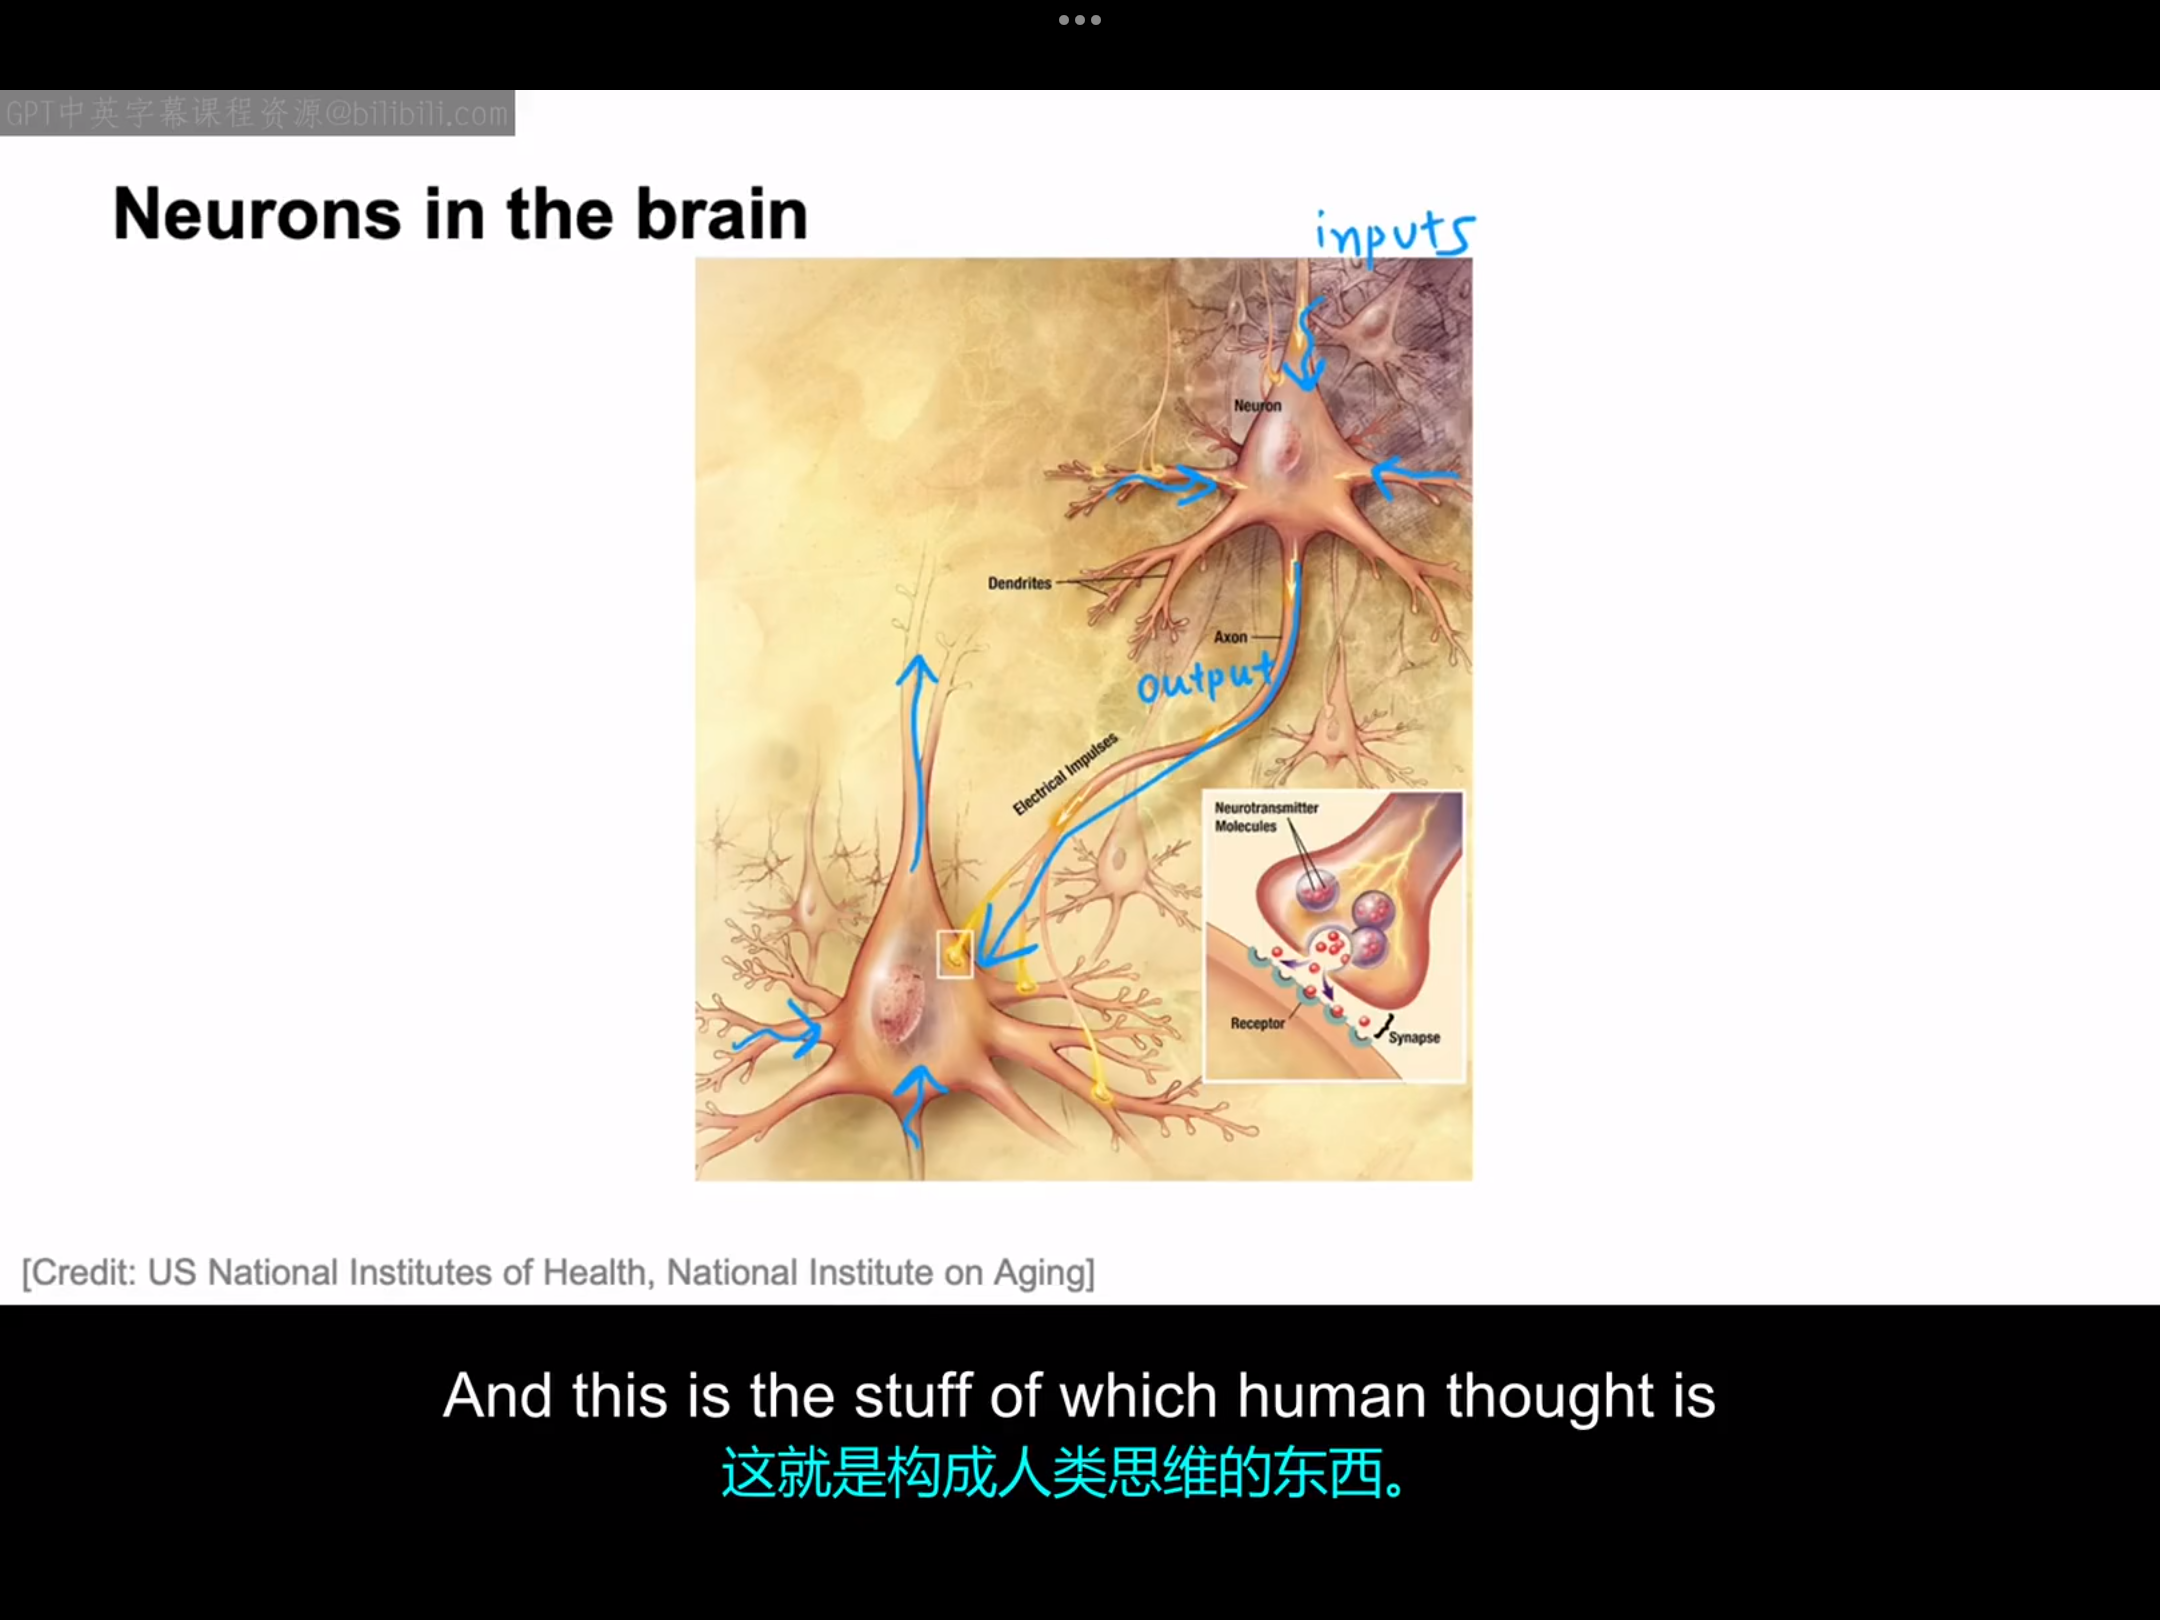 GPT中英字幕课程资源@bilibili.com
Neurons in the brain
inputs
Neuron
Dendrites
Axon
output
Electrical Impulses
Neurotransmitter
Molecules
Receptor
Synapse
[Credit: US National Institutes of Health, National Institute on Aging]
And this is the stuff of which human thought is
这就是构成人类思维的东西。